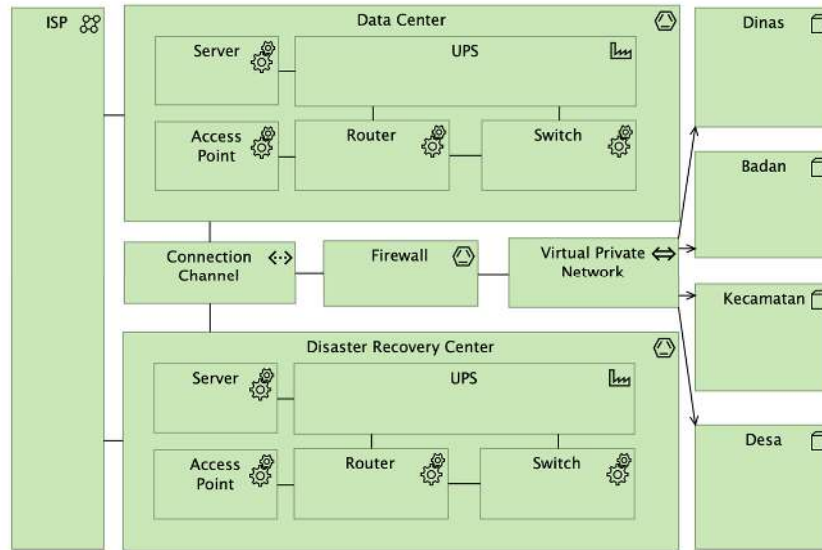 ISP
Data Center
Server
UPS
Access
Point
Router
Switch
Dinas
Badan
Connection
Channel
Firewall
Virtual Private
Network
Kecamatan
Disaster Recovery Center
Server
UPS
Access
Point
Router
Switch
Desa